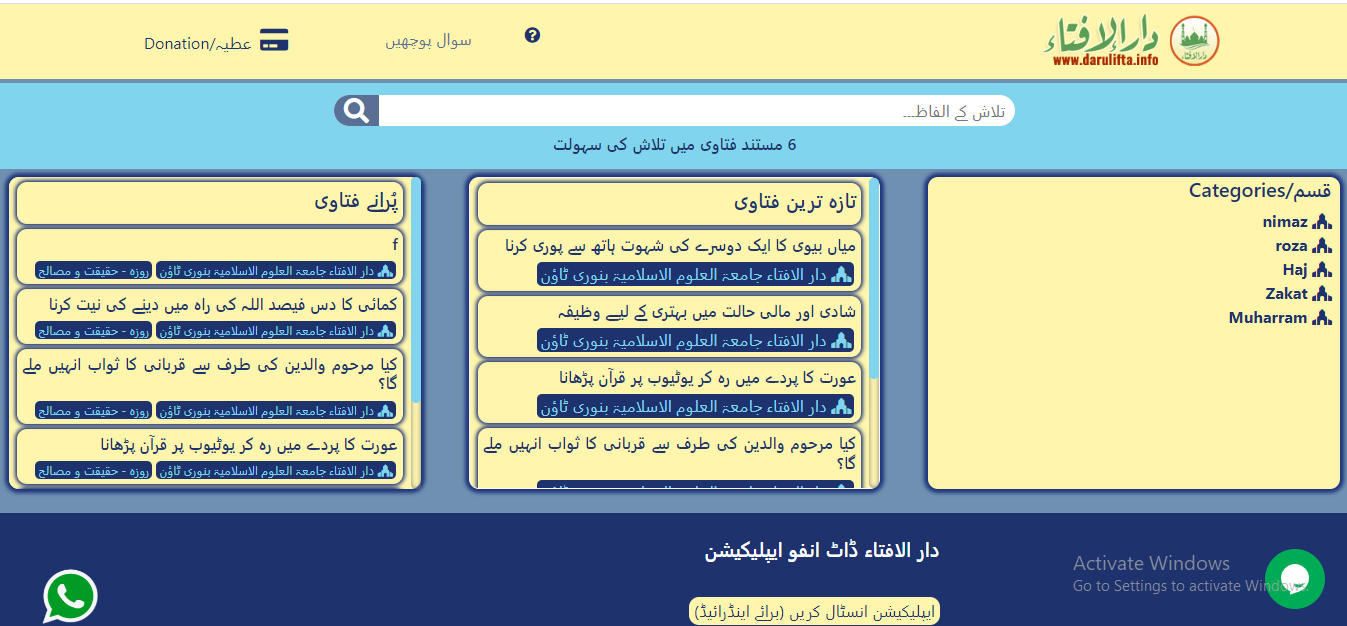 دار الإفتاء
www.darulifta.info
سوال پوچھیں
عطیہ/Donation
تلاش کے الفاظ...
6 مستند فتاوی میں تلاش کی سہولت
قسم/Categories
nimaz
roza
Haj
Zakat
Muharram
تازہ ترین فتاوی
میاں بیوی کا ایک دوسرے کی شہوت ہاتھ سے پوری کرنا
دار الافتاء جامعۃ العلوم الاسلامیۃ بنوری ٹاؤن
شادی اور مالی حالت میں بہتری کے لیے وظیفہ
دار الافتاء جامعۃ العلوم الاسلامیۃ بنوری ٹاؤن
عورت کا پردے میں رہ کر یوٹیوب پر قرآن پڑھانا
دار الافتاء جامعۃ العلوم الاسلامیۃ بنوری ٹاؤن
کیا مرحوم والدین کی طرف سے قربانی کا ثواب انہیں ملے
گا؟
پُرانے فتاوی
f
دار الافتاء جامعۃ العلوم الاسلامیۃ بنوری ٹاؤن روزہ - حقیقت و مصالح
کمائی کا دس فیصد اللہ کی راہ میں دینے کی نیت کرنا
دار الافتاء جامعۃ العلوم الاسلامیۃ بنوری ٹاؤن روزہ - حقیقت و مصالح
کیا مرحوم والدین کی طرف سے قربانی کا ثواب انہیں ملے
گا؟
دار الافتاء جامعۃ العلوم الاسلامیۃ بنوری ٹاؤن روزہ - حقیقت و مصالح
عورت کا پردے میں رہ کر یوٹیوب پر قرآن پڑھانا
دار الافتاء جامعۃ العلوم الاسلامیۃ بنوری ٹاؤن روزہ - حقیقت و مصالح
دار الافتاء ڈاٹ انفو ایپلیکیشن
ایپلیکیشن انسٹال کریں (برائے اینڈرائیڈ)
Activate Windows
Go to Settings to activate Windows.